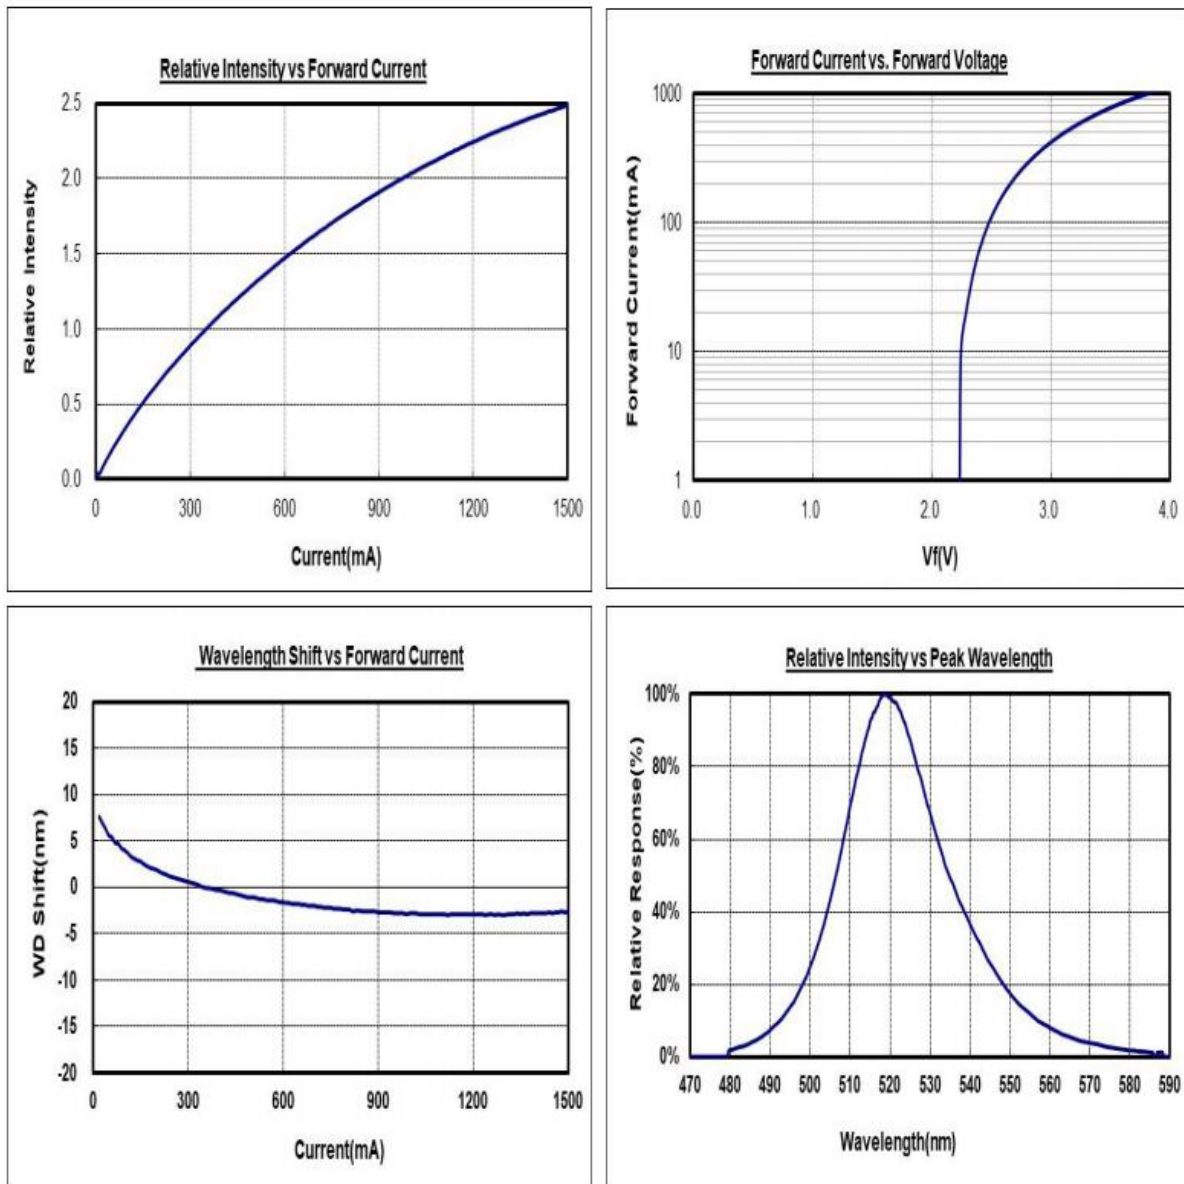 Relative Intensity vs Forward Current
2.5
2.0
1.5
1.0
0.5
0.0
Relative Intensity
0 300 600 900 1200 1500
Current(mA)
Forward Current vs. Forward Voltage
1000
100
10
1
Forward Current(mA)
0.0 1.0 2.0 3.0 4.0
Vf(V)
Wavelength Shift vs Forward Current
20
15
10
5
0
-5
-10
-15
-20
WD Shift(nm)
0 300 600 900 1200 1500
Current(mA)
Relative Intensity vs Peak Wavelength
100%
80%
60%
40%
20%
0%
Relative Response(%)
470 480 490 500 510 520 530 540 550 560 570 580 590
Wavelength(nm)